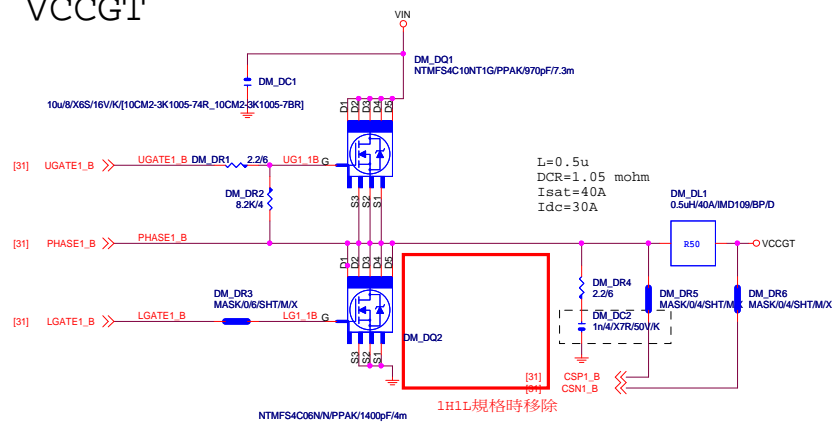 VCCGT
VIN
DM_DQ1
NTMFS4C10NT1G/PPAK/970pF/7.3m
DM_DC1
10u/8/X6S/16V/K/[10CM2-3K1005-74R_10CM2-3K1005-7BR]
D1 D2 D3 D4 D5
[31] UGATE1_B UGATE1_B DM_DR1 2.2/6 UG1_1B G
S3 S2 S1
DM_DR2
8.2K/4
L=0.5u
DCR=1.05 mohm
Isat=40A
Idc=30A
DM_DL1
0.5uH/40A/IMD109/BP/D
[31] PHASE1_B PHASE1_B
R50
VCCGT
D1 D2 D3 D4 D5
DM_DR3
MASK/0/6/SHT/M/X
[31] LGATE1_B LGATE1_B LG1_1B G
S3 S2 S1
DM_DQ2
DM_DR4
2.2/6
DM_DC2
1n/4/X7R/50V/K
DM_DR5
MASK/0/4/SHT/M/X
DM_DR6
MASK/0/4/SHT/M/X
[31] CSP1_B
[31] CSN1_B
1H1L規格時移除
NTMFS4C06N/N/PPAK/1400pF/4m